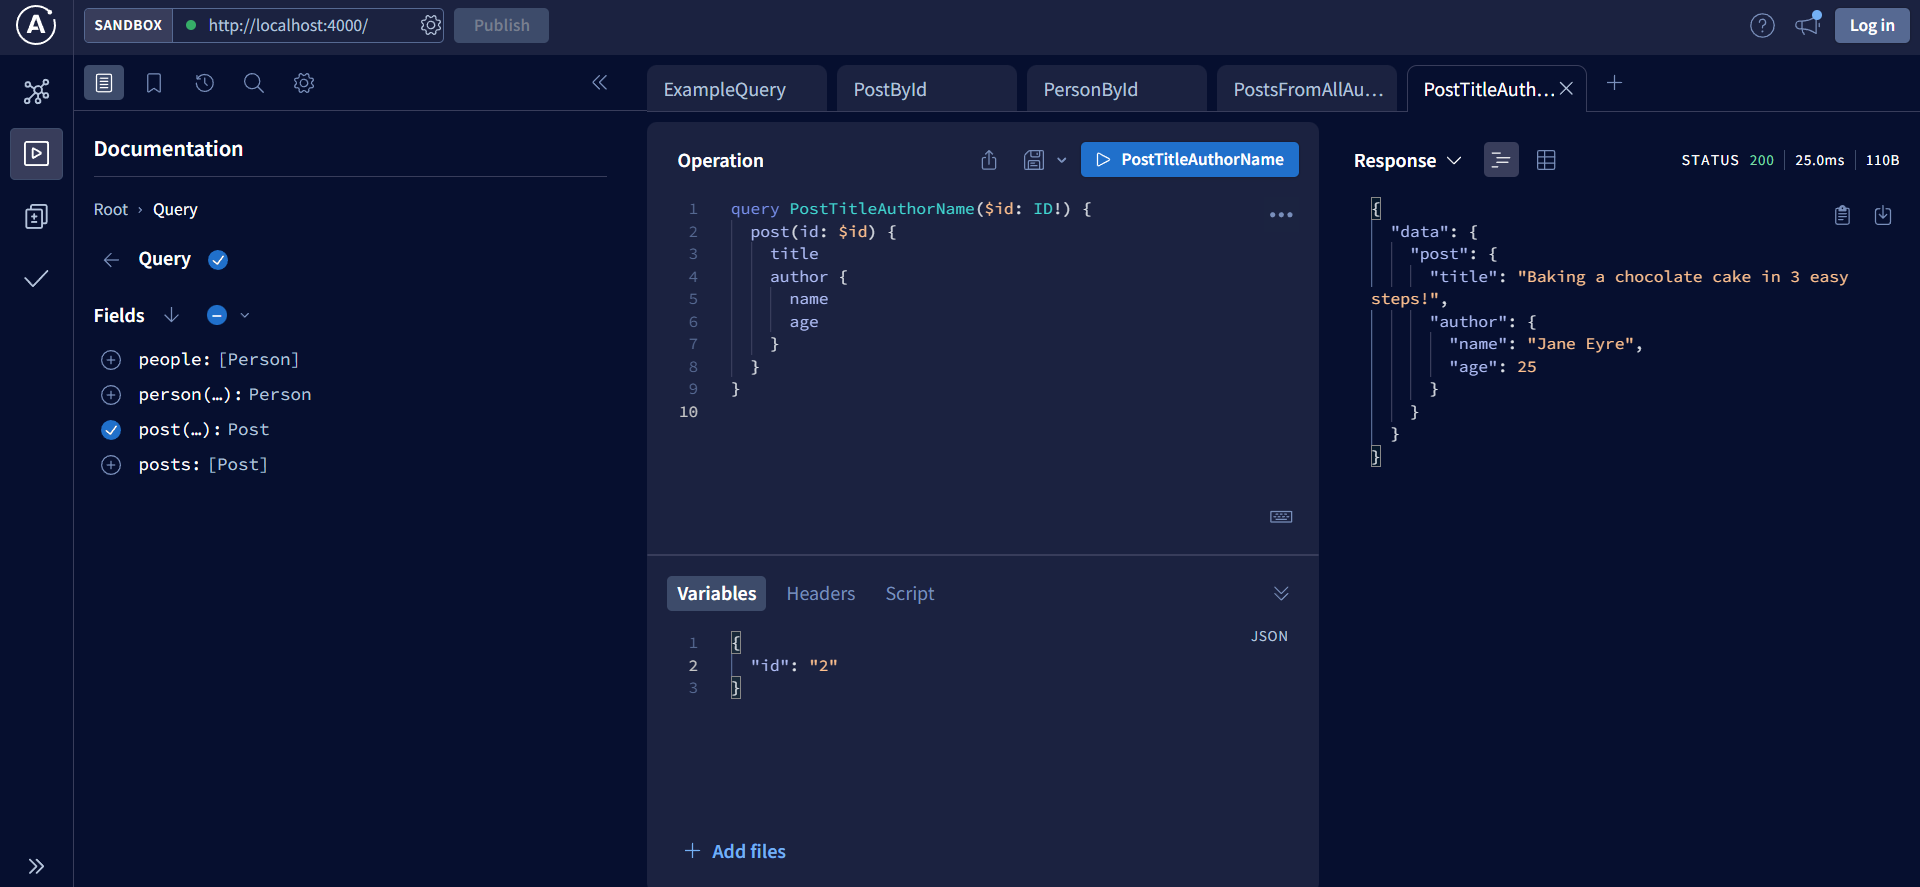 A
SANDBOX
http://localhost:4000/
Publish
?
Log in
ExampleQuery
PostById
PersonById
PostsFromAllAu...
PostTitleAuth...
Documentation
Root › Query
Query
Fields
people: [Person]
person(…): Person
post(…): Post
posts: [Post]
Operation
PostTitleAuthorName
1 query PostTitleAuthorName($id: ID!) {
2 post(id: $id) {
3 title
4 author {
5 name
6 age
7 }
8 }
9 }
10
Variables
Headers
Script
JSON
1 {
2 "id": "2"
3 }
Add files
Response
STATUS 200
25.0ms
110B
{
"data": {
"post": {
"title": "Baking a chocolate cake in 3 easy
steps!",
"author": {
"name": "Jane Eyre",
"age": 25
}
}
}
}